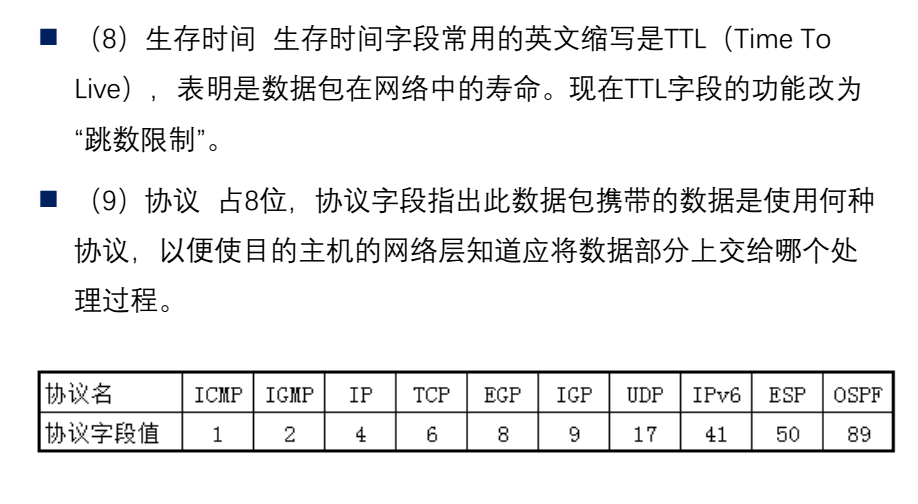 （8）生存时间 生存时间字段常用的英文缩写是TTL（Time To
Live），表明是数据包在网络中的寿命。现在TTL字段的功能改为
“跳数限制”。
（9）协议 占8位，协议字段指出此数据包携带的数据是使用何种
协议，以便使目的主机的网络层知道应将数据部分上交给哪个处
理过程。
协议名 ICMP IGMP IP TCP EGP IGP UDP IPv6 ESP OSPF
协议字段值 1 2 4 6 8 9 17 41 50 89